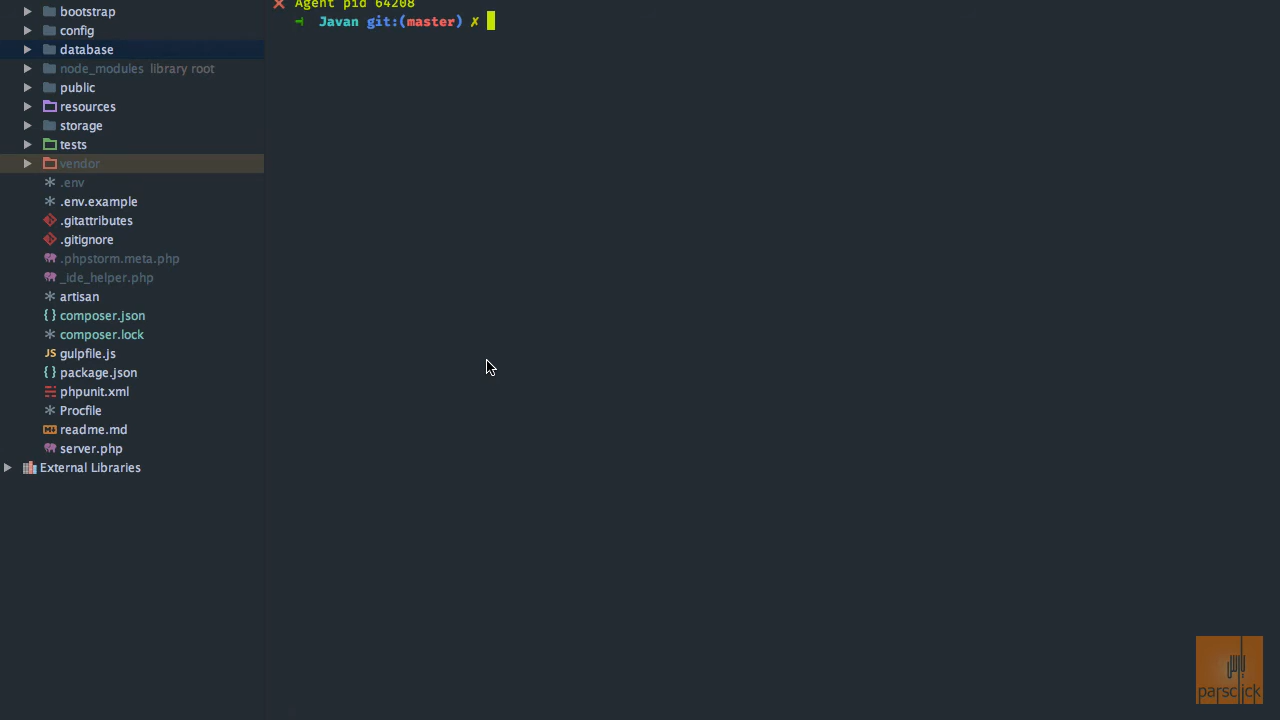 bootstrap
config
database
node_modules library root
public
resources
storage
tests
vendor
.env
.env.example
.gitattributes
.gitignore
.phpstorm.meta.php
_ide_helper.php
artisan
composer.json
composer.lock
gulpfile.js
package.json
phpunit.xml
Procfile
readme.md
server.php
External Libraries
Agent pid 64208
→ Javan git:(master) ✗
parsclick